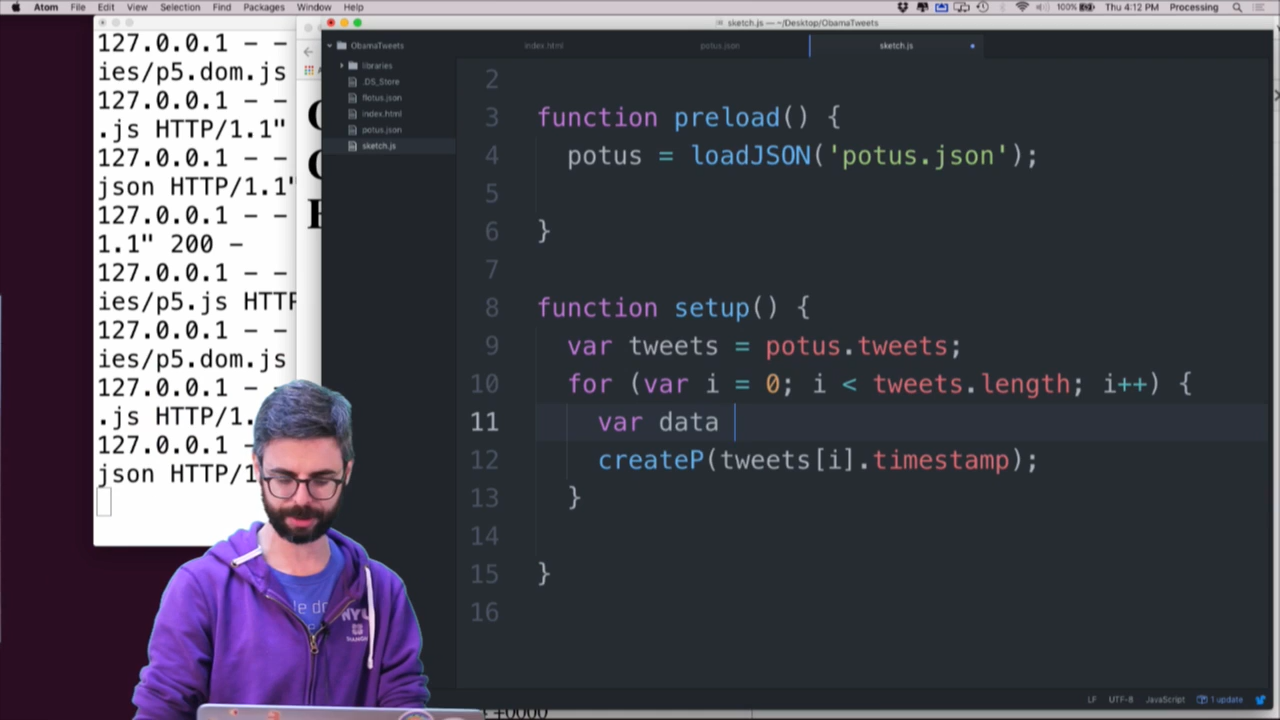 Atom File Edit View Selection Find Packages Window Help
100% Thu 4:12 PM Processing
sketch.js — ~/Desktop/ObamaTweets
127.0.0.1 - -
ies/p5.dom.js
127.0.0.1 - -
.js HTTP/1.1"
127.0.0.1 - -
json HTTP/1.1"
127.0.0.1 - -
1.1" 200 -
127.0.0.1 - -
ies/p5.js HTTP
127.0.0.1 - -
ies/p5.dom.js
127.0.0.1 - -
.js HTTP/1.
127.0.0.1 - -
json HTTP/1
ObamaTweets
libraries
.DS_Store
flotus.json
index.html
potus.json
sketch.js
index.html potus.json sketch.js
2
3 function preload() {
4 potus = loadJSON('potus.json');
5
6 }
7
8 function setup() {
9 var tweets = potus.tweets;
10 for (var i = 0; i < tweets.length; i++) {
11 var data
12 createP(tweets[i].timestamp);
13 }
14
15 }
16
LF UTF-8 JavaScript 1 update
+0000
NYU